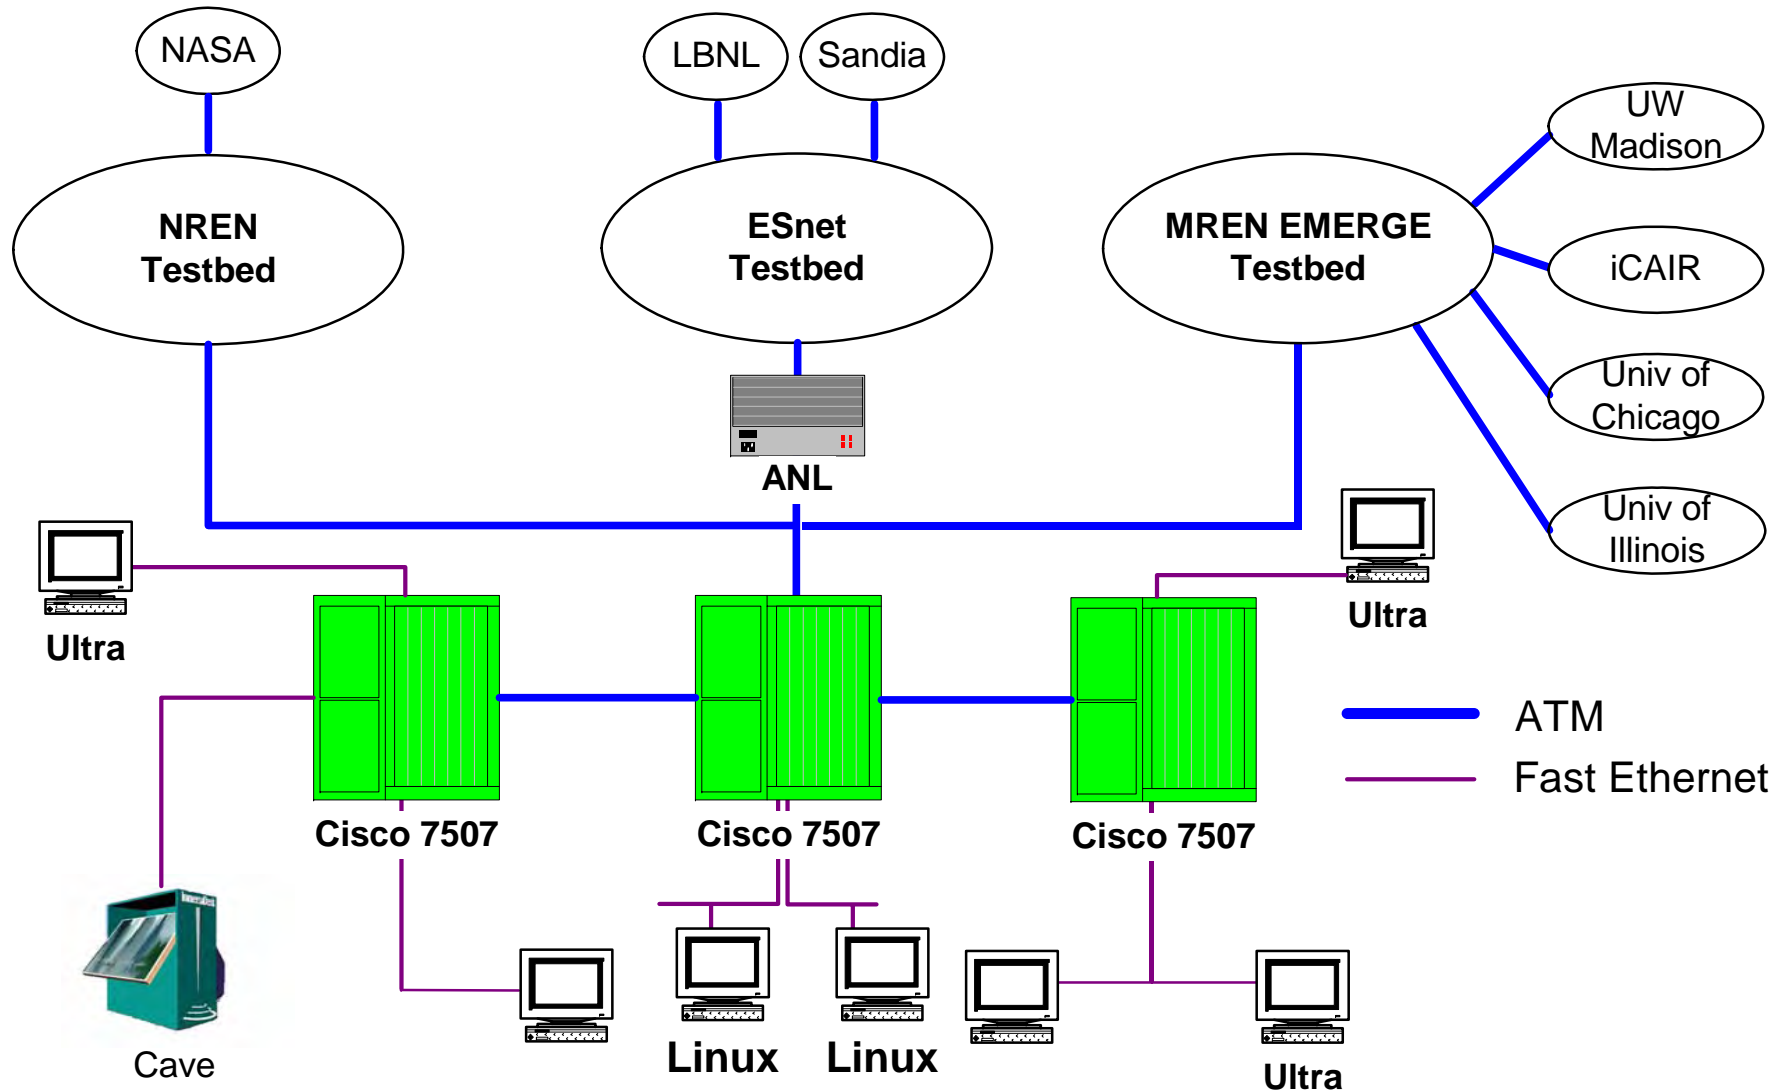 NASA
LBNL
Sandia
UW
Madison
NREN
Testbed
ESnet
Testbed
MREN EMERGE
Testbed
iCAIR
Univ of
Chicago
ANL
Univ of
Illinois
Ultra
Ultra
ATM
Fast Ethernet
Cisco 7507
Cisco 7507
Cisco 7507
ImmersaDesk
Cave
Linux
Linux
Ultra